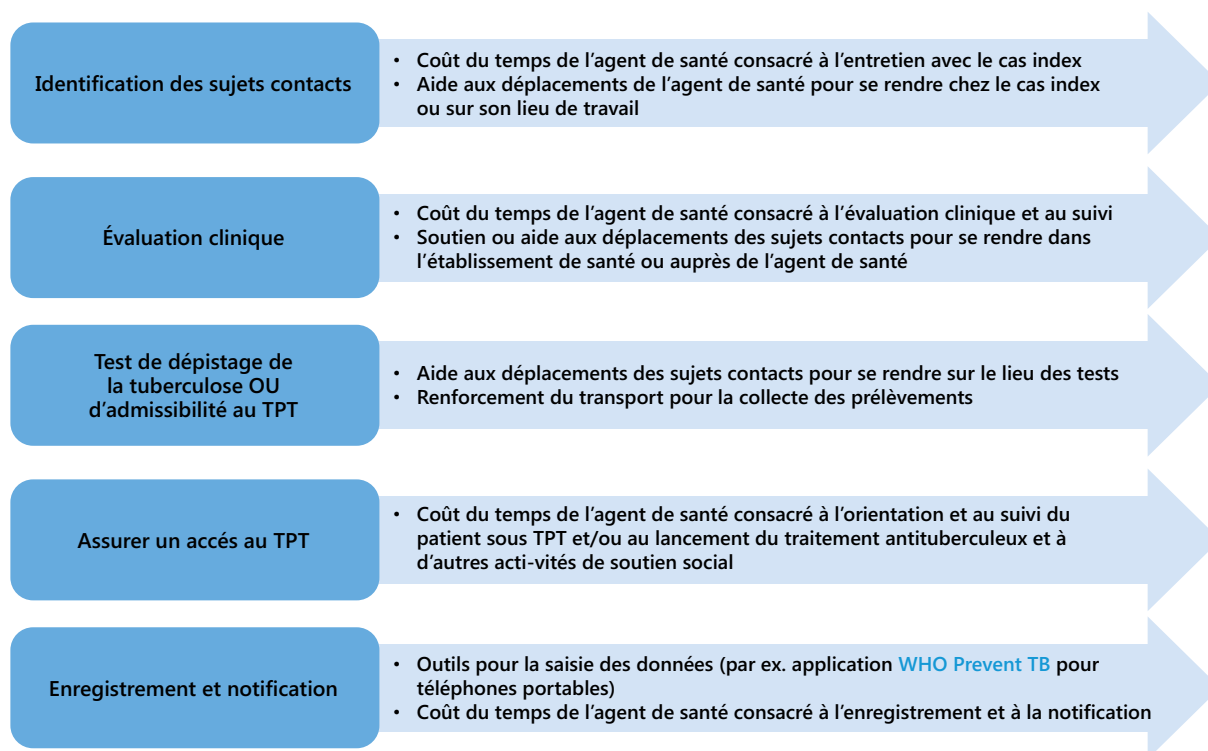 Identification des sujets contacts
• Coût du temps de l'agent de santé consacré à l'entretien avec le cas index
• Aide aux déplacements de l'agent de santé pour se rendre chez le cas index
ou sur son lieu de travail
Évaluation clinique
• Coût du temps de l'agent de santé consacré à l'évaluation clinique et au suivi
• Soutien ou aide aux déplacements des sujets contacts pour se rendre dans
l'établissement de santé ou auprès de l'agent de santé
Test de dépistage de
la tuberculose OU
d'admissibilité au TPT
• Aide aux déplacements des sujets contacts pour se rendre sur le lieu des tests
• Renforcement du transport pour la collecte des prélèvements
Assurer un accés au TPT
• Coût du temps de l'agent de santé consacré à l'orientation et au suivi du
patient sous TPT et/ou au lancement du traitement antituberculeux et à
d'autres acti-vités de soutien social
Enregistrement et notification
• Outils pour la saisie des données (par ex. application WHO Prevent TB pour
téléphones portables)
• Coût du temps de l'agent de santé consacré à l'enregistrement et à la notification